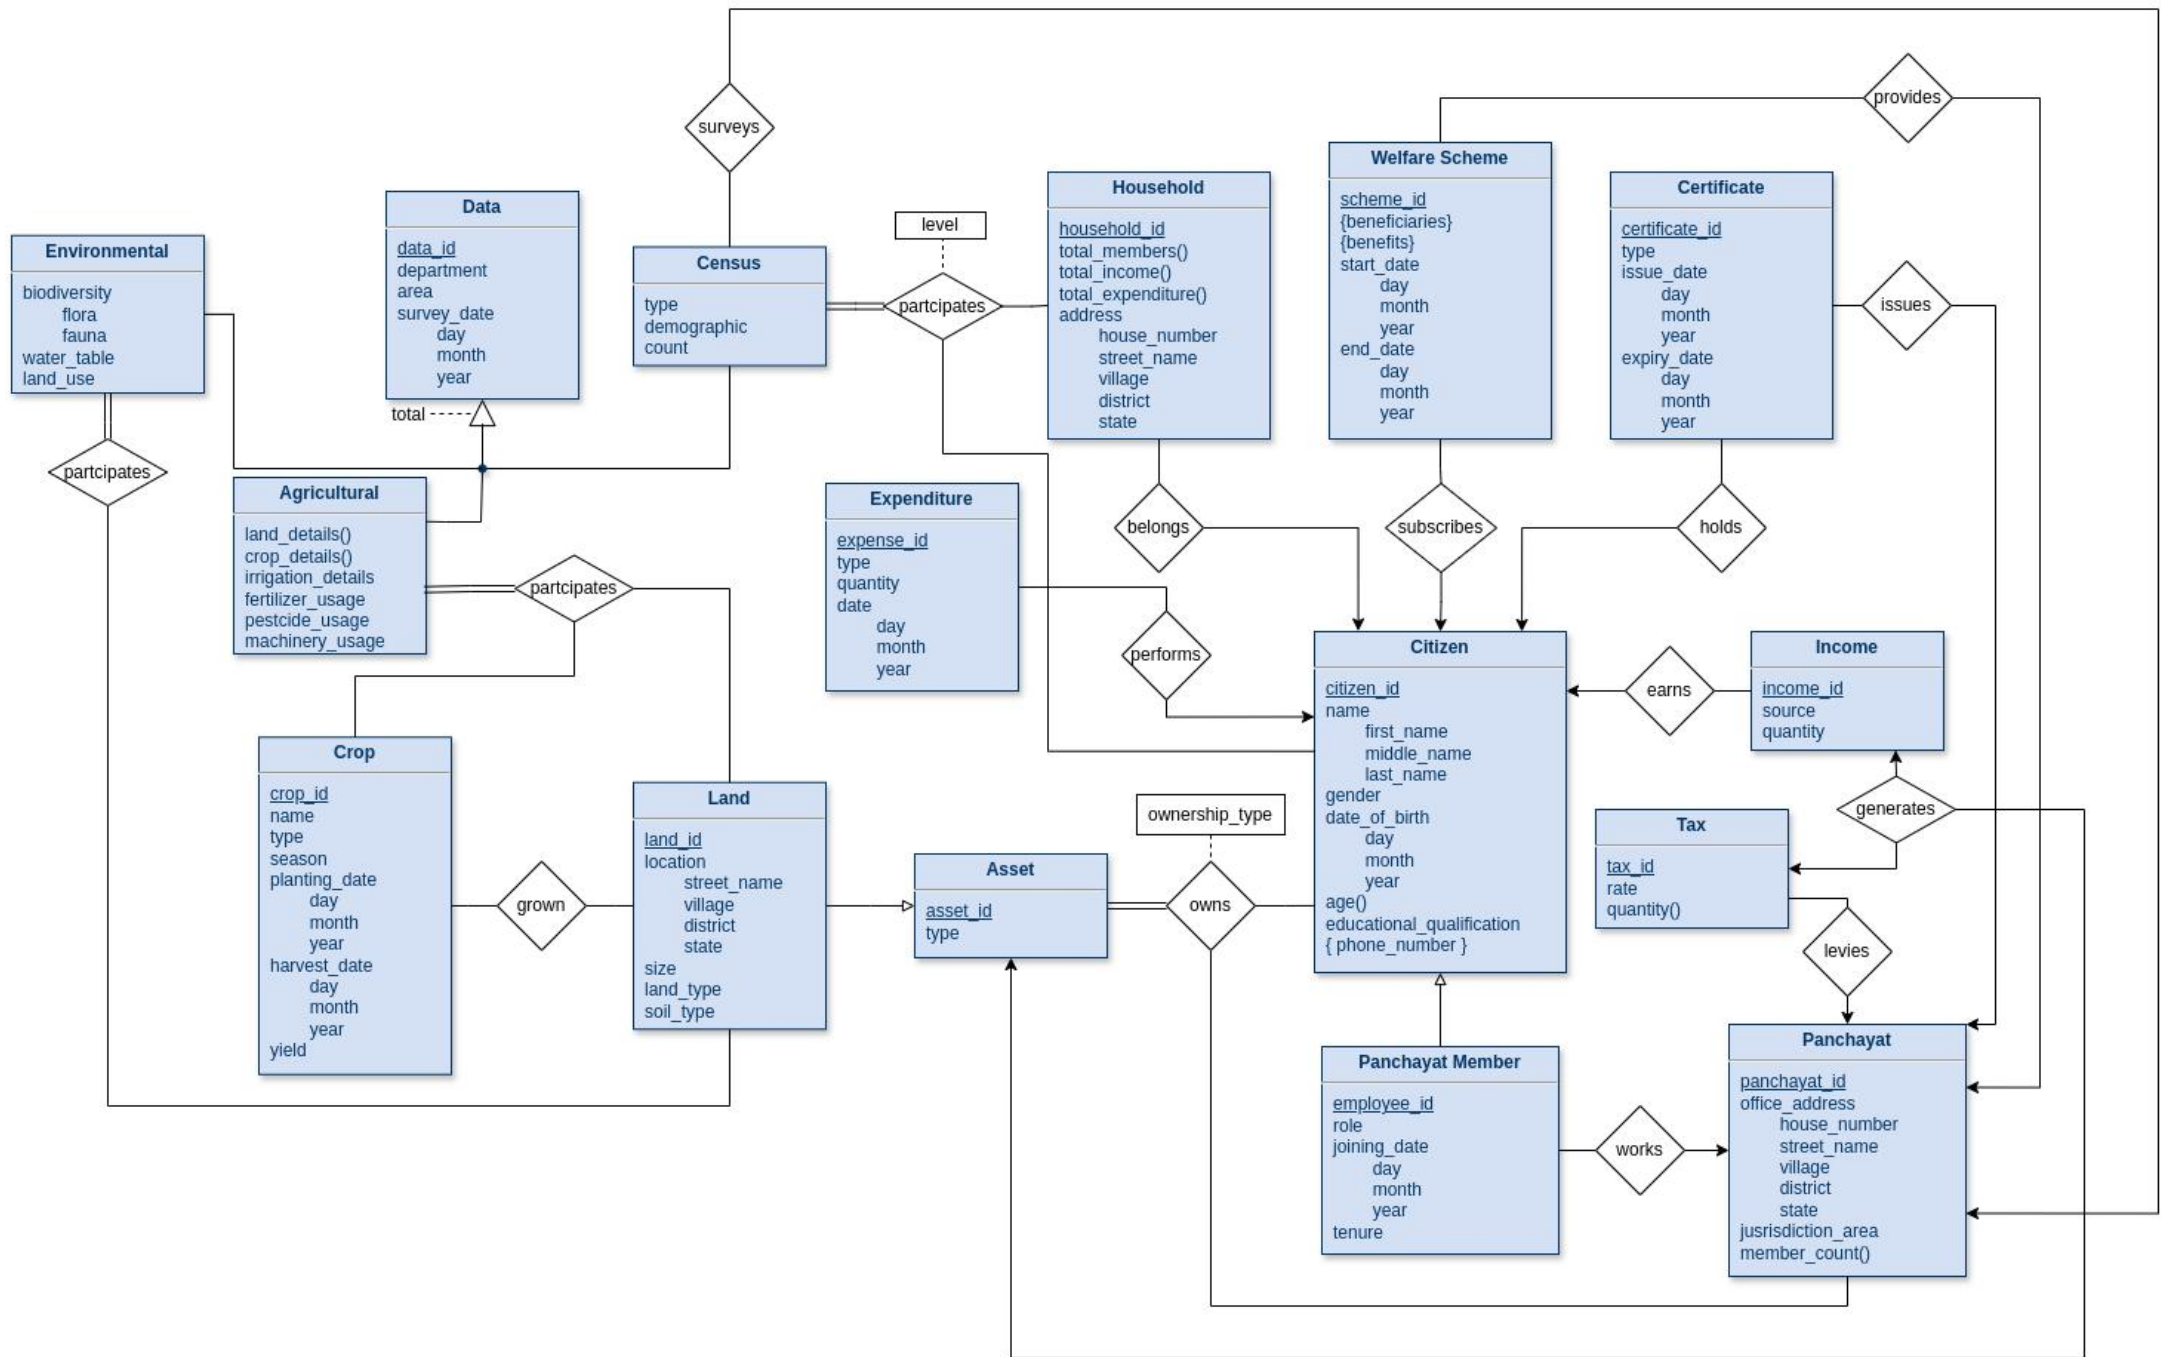 surveys
provides
Welfare Scheme
scheme_id
{beneficiaries}
{benefits}
start_date
day
month
year
end_date
day
month
year
Household
household_id
total_members()
total_income()
total_expenditure()
address
house_number
street_name
village
district
state
Certificate
certificate_id
type
issue_date
day
month
year
expiry_date
day
month
year
issues
Data
data_id
department
area
survey_date
day
month
year
total
Environmental
biodiversity
flora
fauna
water_table
land_use
Census
type
demographic
count
level
partcipates
partcipates
Agricultural
land_details()
crop_details()
irrigation_details
fertilizer_usage
pestcide_usage
machinery_usage
partcipates
Expenditure
expense_id
type
quantity
date
day
month
year
belongs
subscribes
holds
performs
Citizen
citizen_id
name
first_name
middle_name
last_name
gender
date_of_birth
day
month
year
age()
educational_qualification
{ phone_number }
earns
Income
income_id
source
quantity
generates
Tax
tax_id
rate
quantity()
levies
Crop
crop_id
name
type
season
planting_date
day
month
year
harvest_date
day
month
year
yield
grown
Land
land_id
location
street_name
village
district
state
size
land_type
soil_type
Asset
asset_id
type
ownership_type
owns
Panchayat Member
employee_id
role
joining_date
day
month
year
tenure
works
Panchayat
panchayat_id
office_address
house_number
street_name
village
district
state
jusrisdiction_area
member_count()